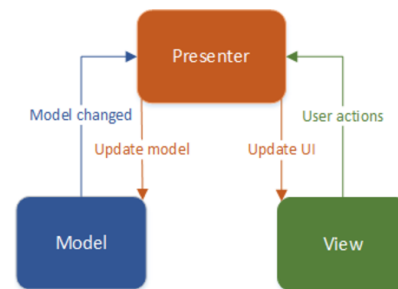 Presenter
Model changed
User actions
Update model
Update UI
Model
View